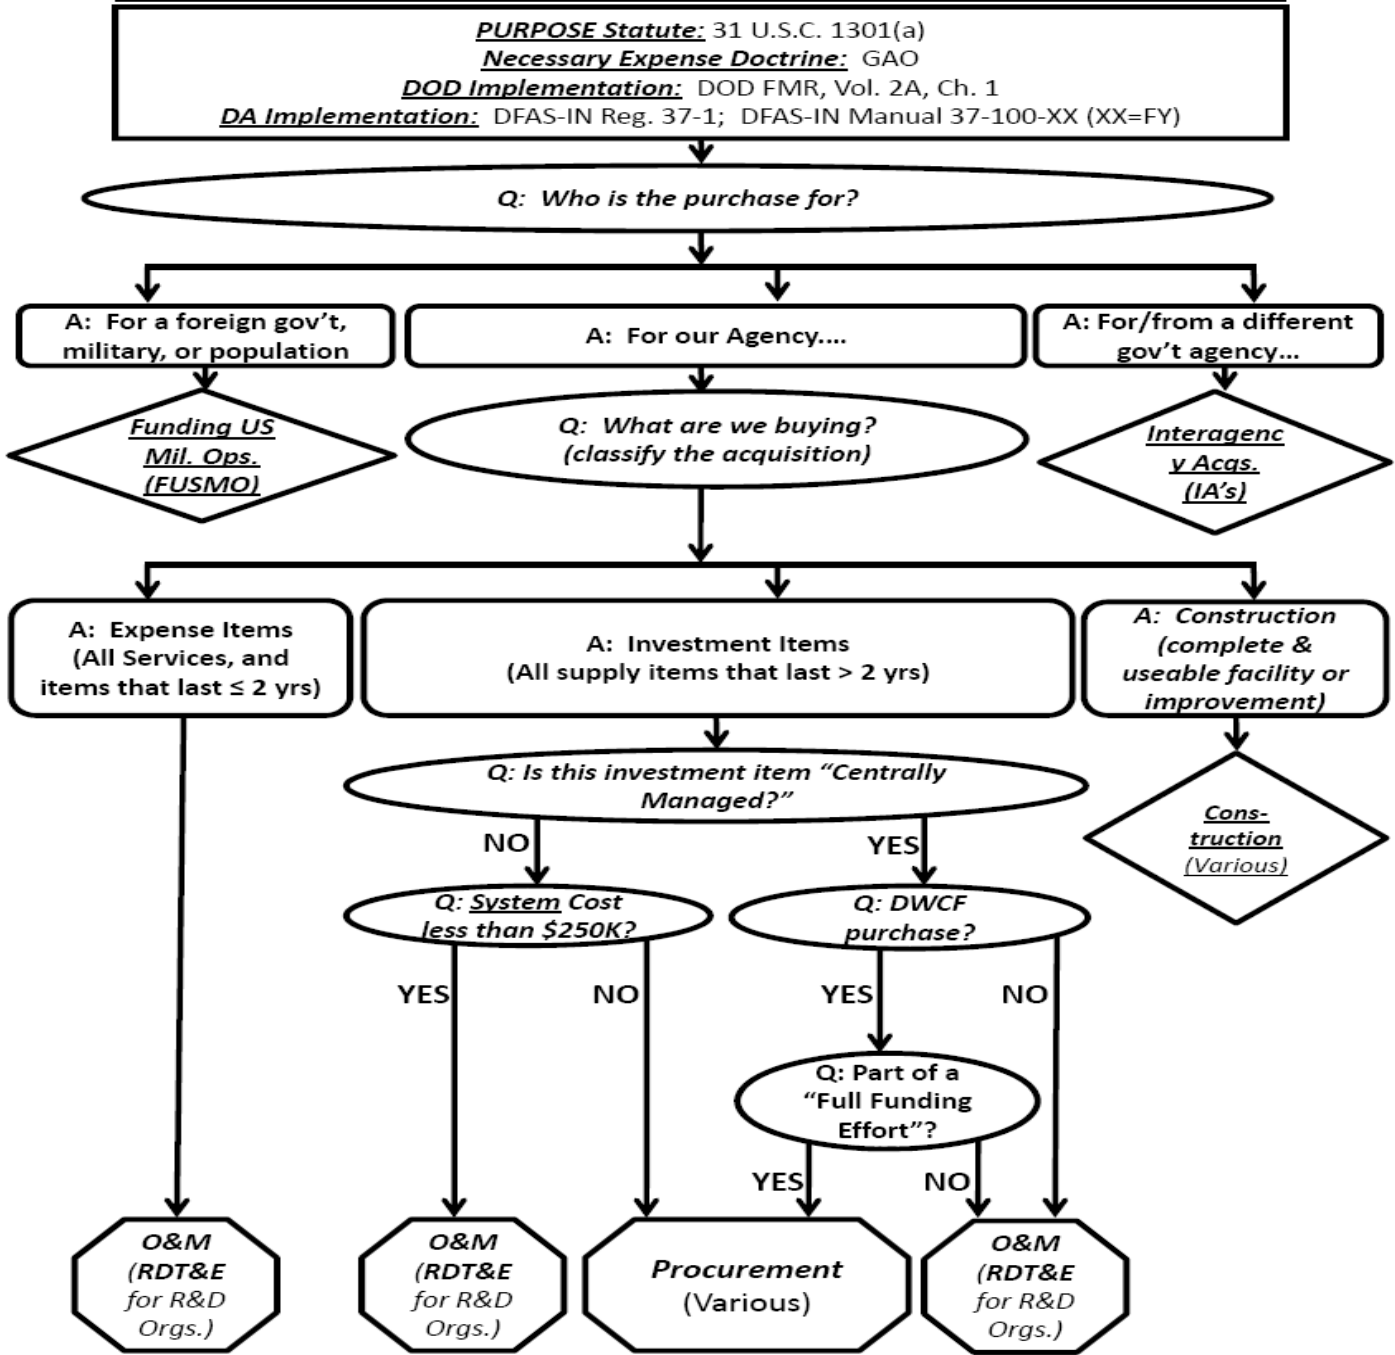 PURPOSE Statute: 31 U.S.C. 1301(a)
Necessary Expense Doctrine: GAO
DOD Implementation: DOD FMR, Vol. 2A, Ch. 1
DA Implementation: DFAS-IN Reg. 37-1; DFAS-IN Manual 37-100-XX (XX=FY)
Q: Who is the purchase for?
A: For a foreign gov't,
military, or population
A: For our Agency....
A: For/from a different
gov't agency...
Funding US
Mil. Ops.
(FUSMO)
Q: What are we buying?
(classify the acquisition)
Interagenc
y Acqs.
(IA's)
A: Expense Items
(All Services, and
items that last ≤ 2 yrs)
A: Investment Items
(All supply items that last > 2 yrs)
A: Construction
(complete &
useable facility or
improvement)
Q: Is this investment item “Centrally
Managed?”
NO
YES
Cons-
truction
(Various)
Q: System Cost
less than $250K?
Q: DWCF
purchase?
YES
NO
YES
NO
Q: Part of a
“Full Funding
Effort”?
YES
NO
O&M
(RDT&E
for R&D
Orgs.)
O&M
(RDT&E
for R&D
Orgs.)
Procurement
(Various)
O&M
(RDT&E
for R&D
Orgs.)